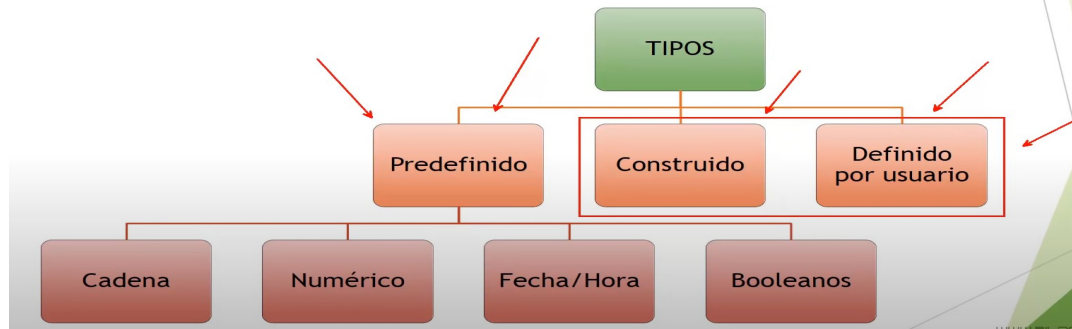 TIPOS
Predefinido
Construido
Definido
por usuario
Cadena
Numérico
Fecha/Hora
Booleanos